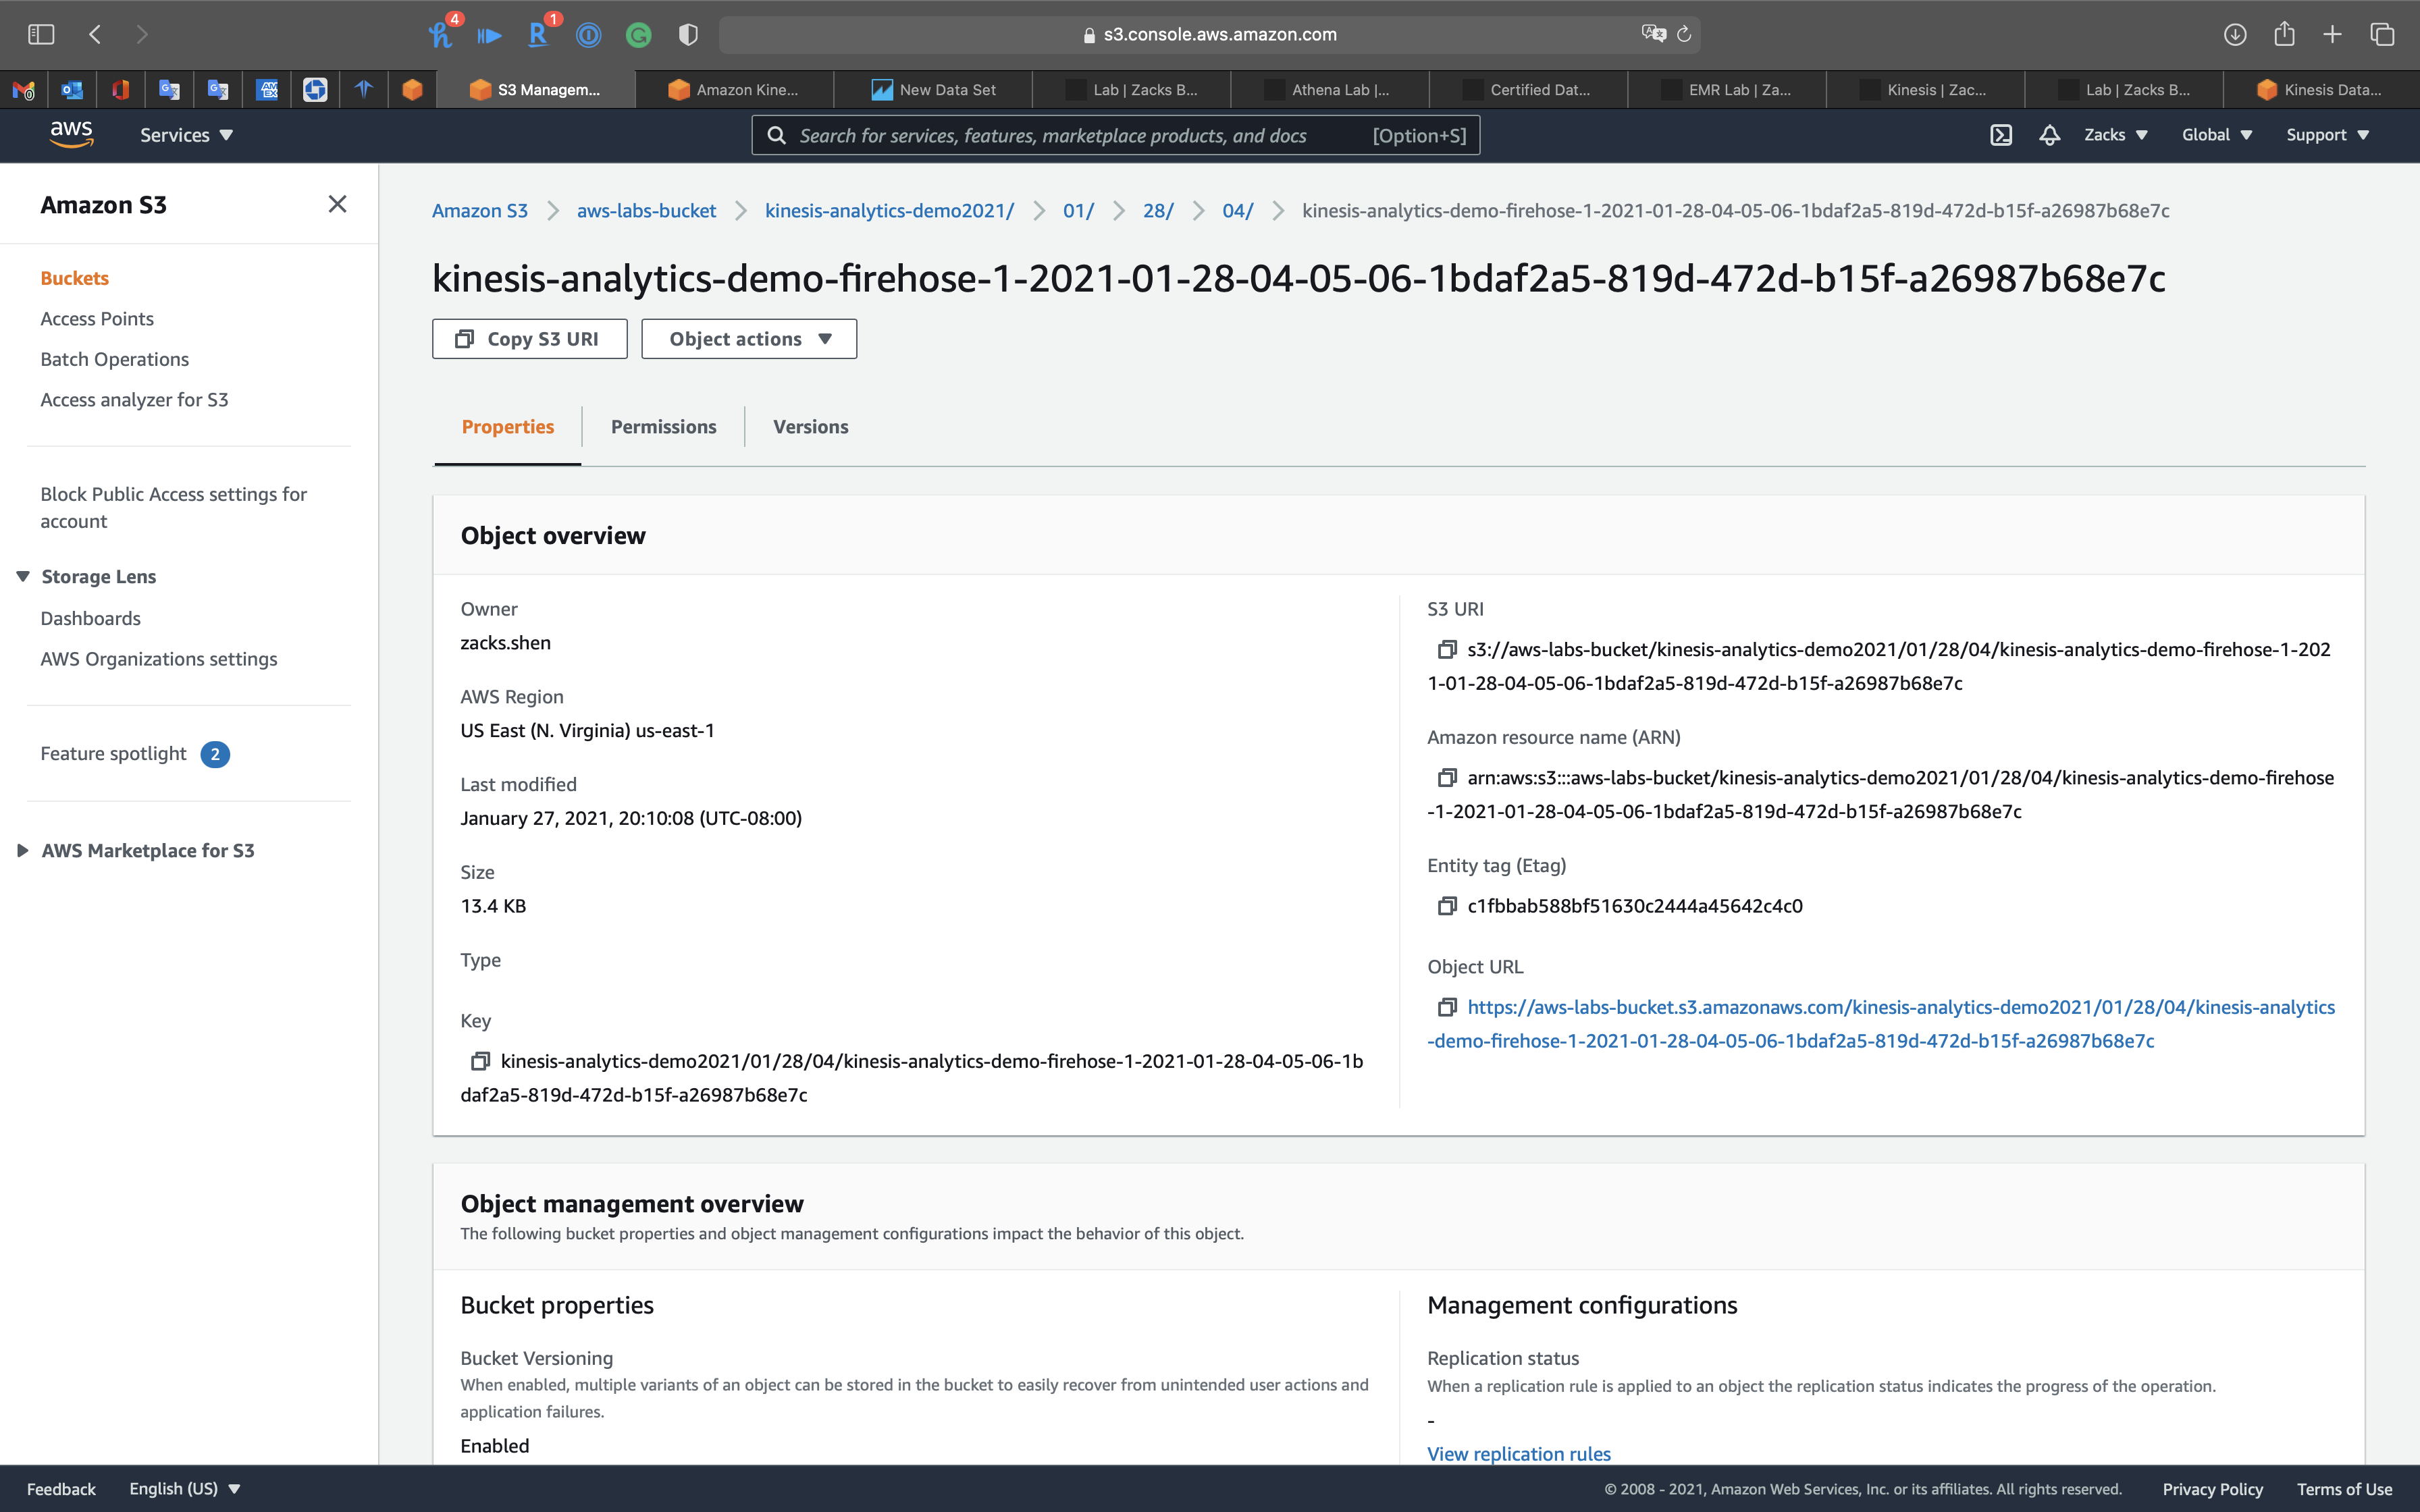 4
1
s3.console.aws.amazon.com
S3 Managem...
Amazon Kine...
New Data Set
Lab | Zacks B...
Athena Lab |...
Certified Dat...
EMR Lab | Za...
Kinesis | Zac...
Lab | Zacks B...
Kinesis Data...
aws
Services
Search for services, features, marketplace products, and docs [Option+S]
Zacks
Global
Support
Amazon S3
Buckets
Access Points
Batch Operations
Access analyzer for S3
Block Public Access settings for
account
Storage Lens
Dashboards
AWS Organizations settings
Feature spotlight 2
AWS Marketplace for S3
Amazon S3 > aws-labs-bucket > kinesis-analytics-demo2021/ > 01/ > 28/ > 04/ > kinesis-analytics-demo-firehose-1-2021-01-28-04-05-06-1bdaf2a5-819d-472d-b15f-a26987b68e7c
kinesis-analytics-demo-firehose-1-2021-01-28-04-05-06-1bdaf2a5-819d-472d-b15f-a26987b68e7c
Copy S3 URI
Object actions
Properties
Permissions
Versions
Object overview
Owner
zacks.shen
AWS Region
US East (N. Virginia) us-east-1
Last modified
January 27, 2021, 20:10:08 (UTC-08:00)
Size
13.4 KB
Type
Key
kinesis-analytics-demo2021/01/28/04/kinesis-analytics-demo-firehose-1-2021-01-28-04-05-06-1b
daf2a5-819d-472d-b15f-a26987b68e7c
S3 URI
s3://aws-labs-bucket/kinesis-analytics-demo2021/01/28/04/kinesis-analytics-demo-firehose-1-202
1-01-28-04-05-06-1bdaf2a5-819d-472d-b15f-a26987b68e7c
Amazon resource name (ARN)
arn:aws:s3:::aws-labs-bucket/kinesis-analytics-demo2021/01/28/04/kinesis-analytics-demo-firehose
-1-2021-01-28-04-05-06-1bdaf2a5-819d-472d-b15f-a26987b68e7c
Entity tag (Etag)
c1fbbab588bf51630c2444a45642c4c0
Object URL
https://aws-labs-bucket.s3.amazonaws.com/kinesis-analytics-demo2021/01/28/04/kinesis-analytics
-demo-firehose-1-2021-01-28-04-05-06-1bdaf2a5-819d-472d-b15f-a26987b68e7c
Object management overview
The following bucket properties and object management configurations impact the behavior of this object.
Bucket properties
Bucket Versioning
When enabled, multiple variants of an object can be stored in the bucket to easily recover from unintended user actions and
application failures.
Enabled
Management configurations
Replication status
When a replication rule is applied to an object the replication status indicates the progress of the operation.
-
View replication rules
Feedback
English (US)
© 2008 - 2021, Amazon Web Services, Inc. or its affiliates. All rights reserved.
Privacy Policy
Terms of Use